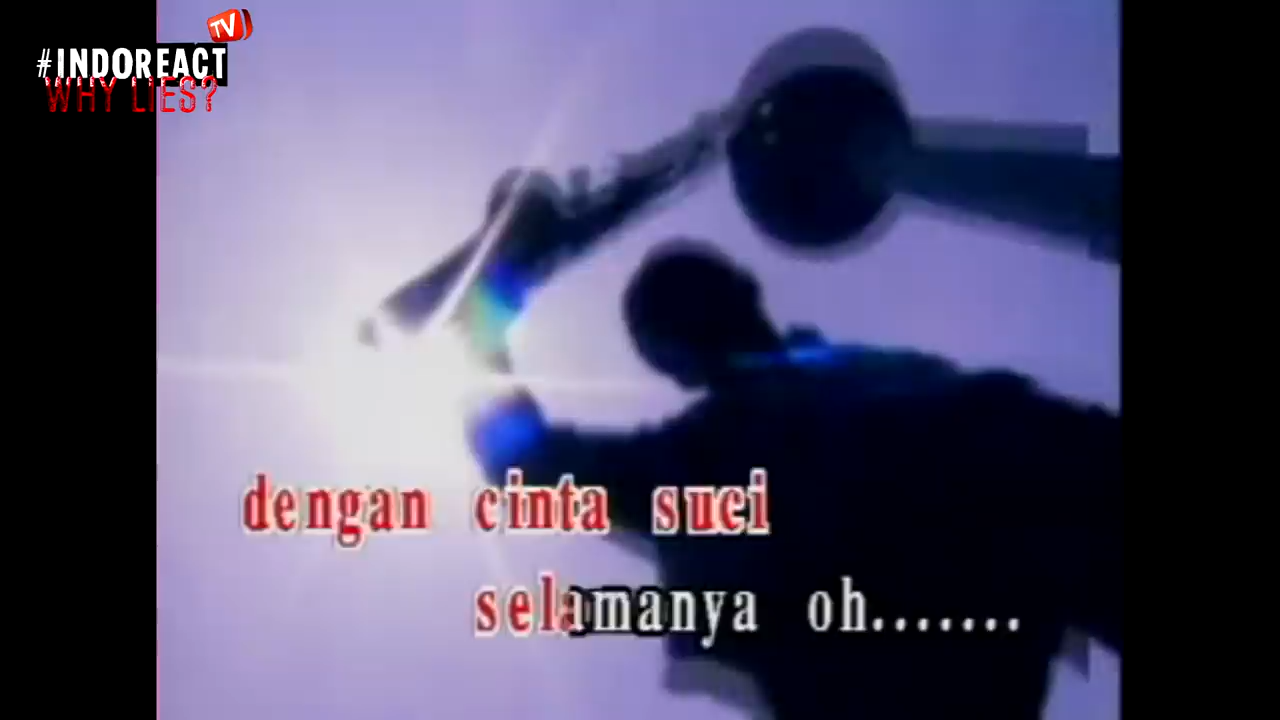 TV
#INDOREACT
WHY LIES?
dengan cinta suci
selamanya oh.......